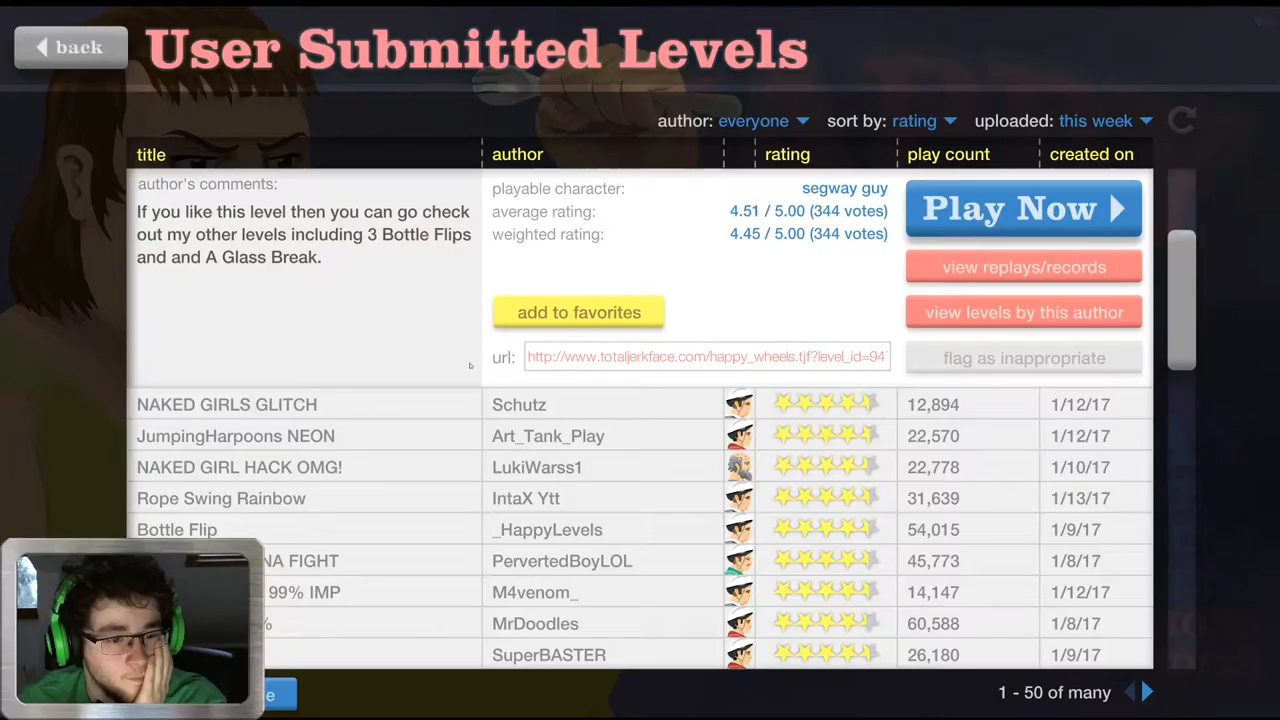 back
User Submitted Levels
author: everyone sort by: rating uploaded: this week
title author rating play count created on
author's comments:
If you like this level then you can go check
out my other levels including 3 Bottle Flips
and and A Glass Break.
playable character: segway guy
average rating: 4.51 / 5.00 (344 votes)
weighted rating: 4.45 / 5.00 (344 votes)
add to favorites
url: http://www.totaljerkface.com/happy_wheels.tjf?level_id=94
Play Now
view replays/records
view levels by this author
flag as inappropriate
NAKED GIRLS GLITCH Schutz 12,894 1/12/17
JumpingHarpoons NEON Art_Tank_Play 22,570 1/12/17
NAKED GIRL HACK OMG! LukiWarss1 22,778 1/10/17
Rope Swing Rainbow IntaX Ytt 31,639 1/13/17
Bottle Flip _HappyLevels 54,015 1/9/17
NA FIGHT PervertedBoyLOL 45,773 1/8/17
99% IMP M4venom_ 14,147 1/12/17
% MrDoodles 60,588 1/8/17
SuperBASTER 26,180 1/9/17
e
1 - 50 of many